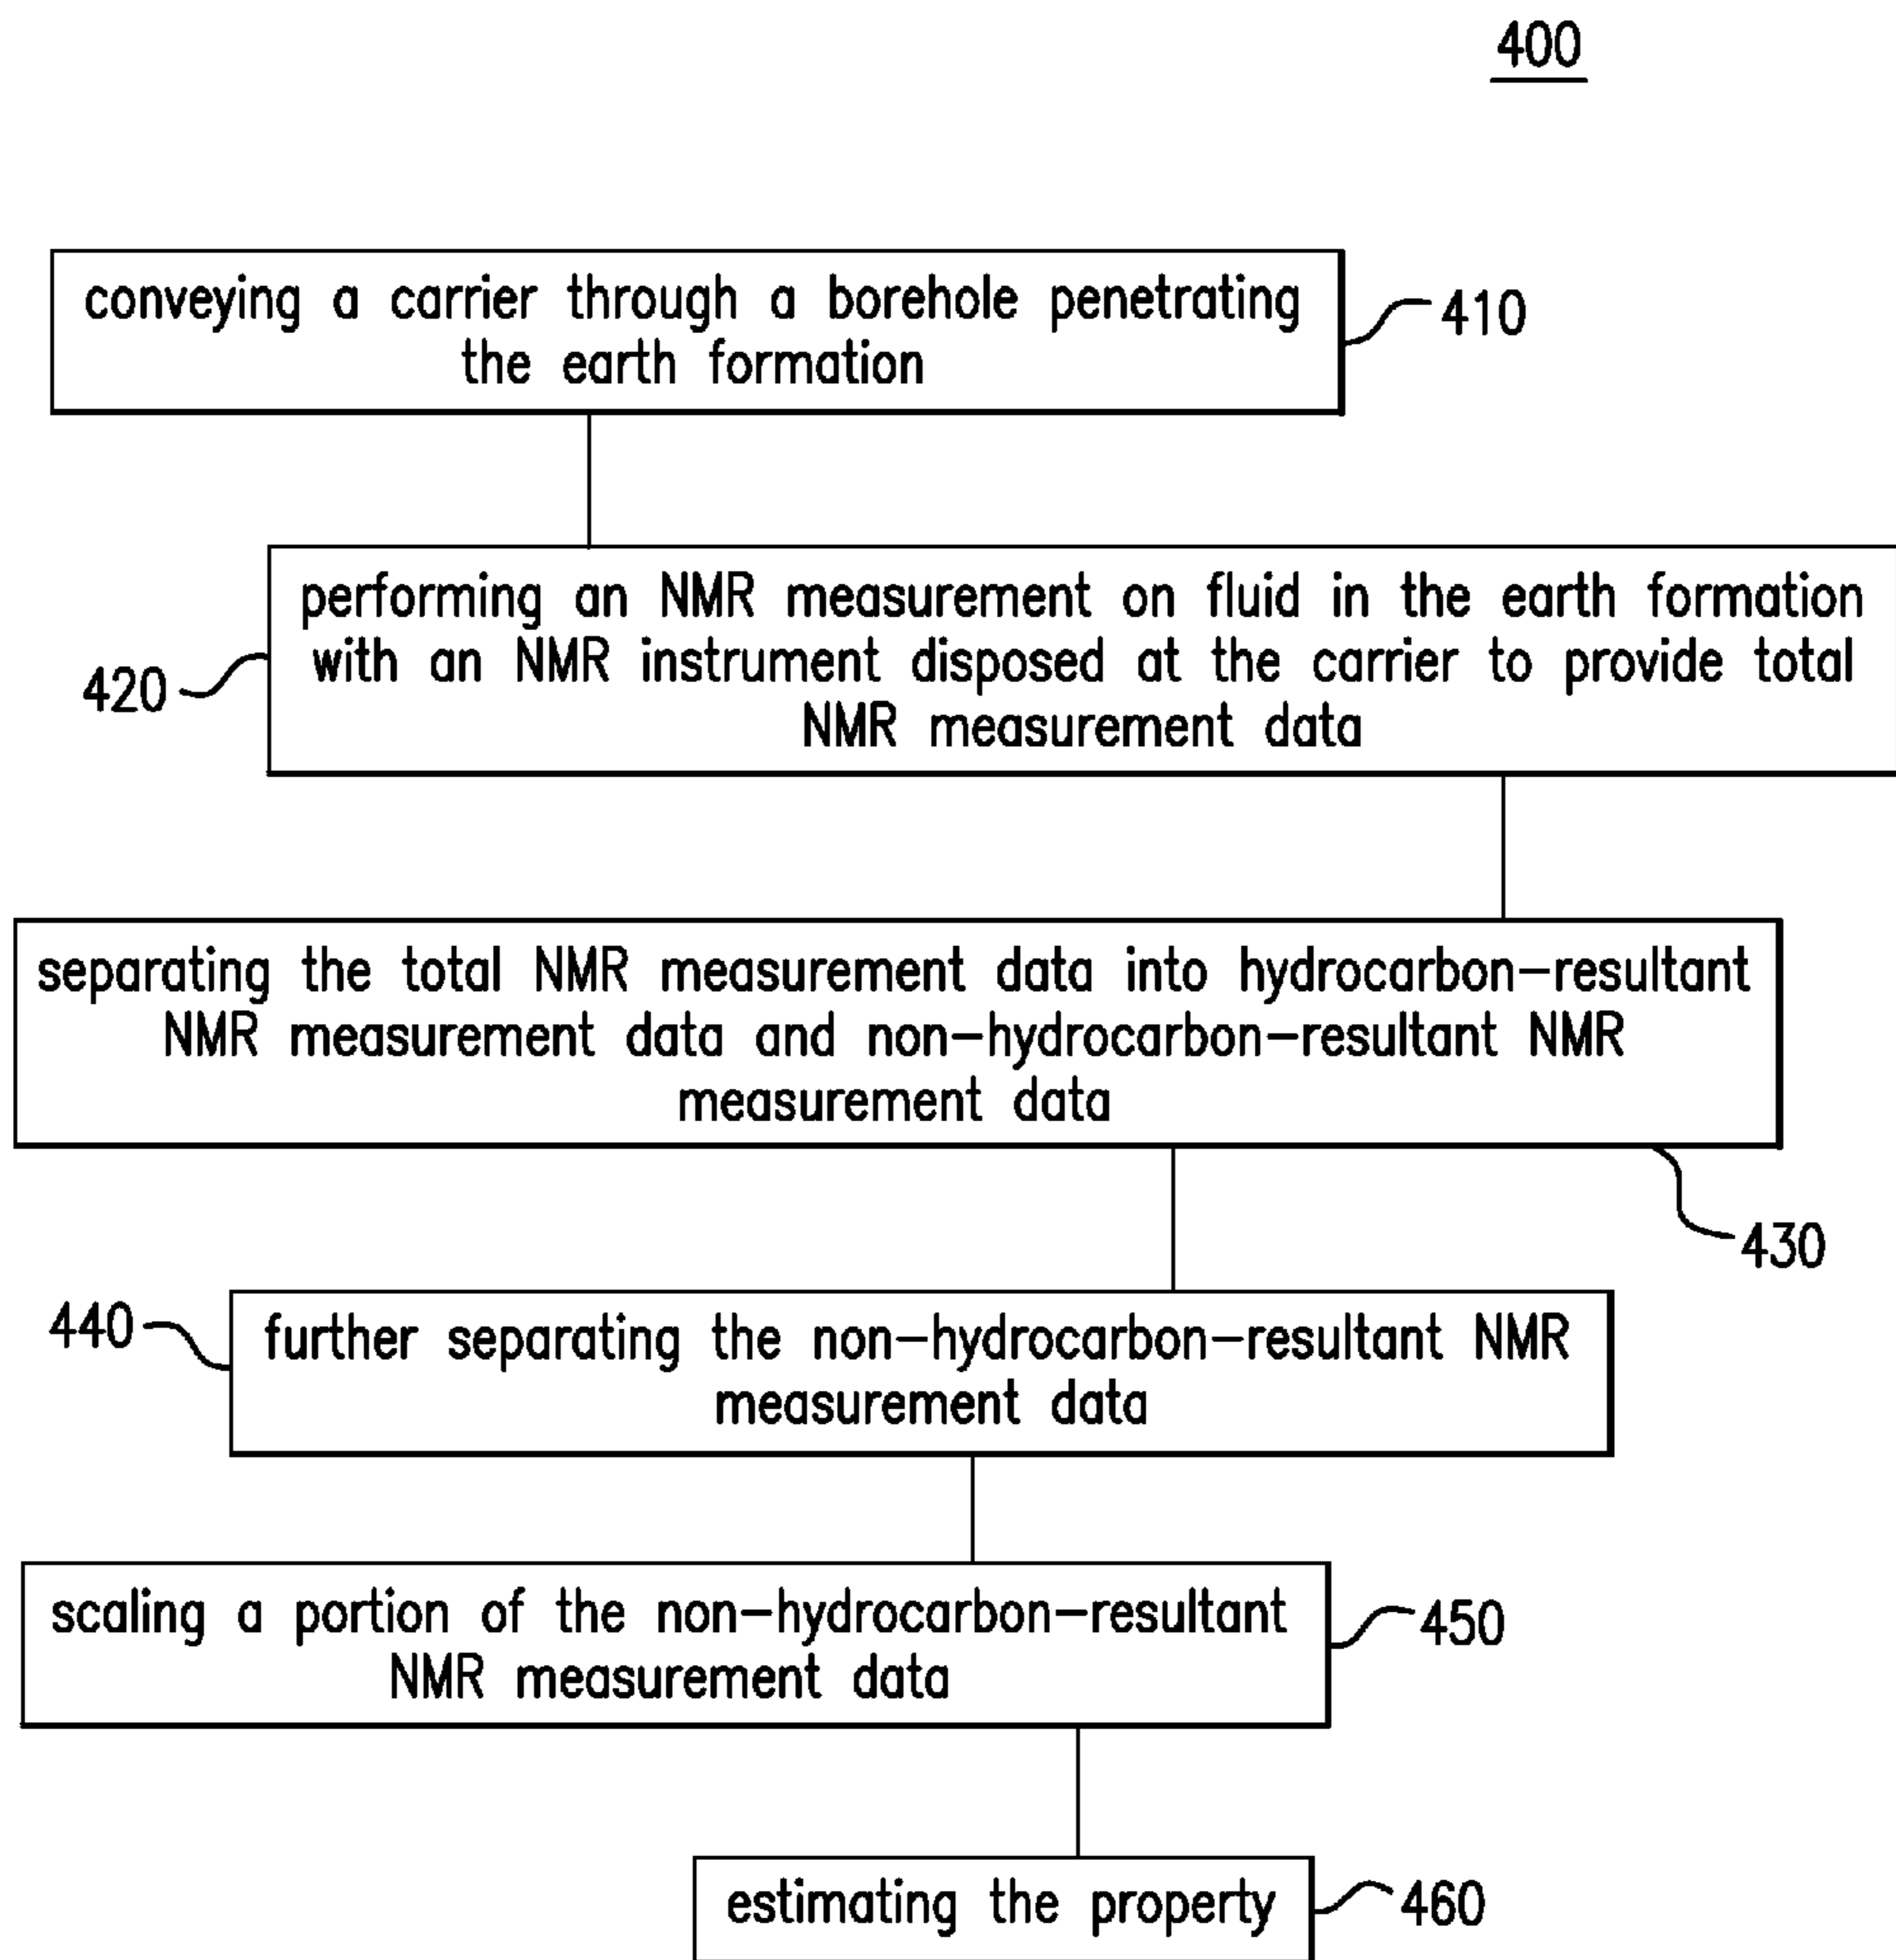 400
conveying a carrier through a borehole penetrating
the earth formation
410
performing an NMR measurement on fluid in the earth formation
with an NMR instrument disposed at the carrier to provide total
NMR measurement data
420
separating the total NMR measurement data into hydrocarbon-resultant
NMR measurement data and non-hydrocarbon-resultant NMR
measurement data
430
440
further separating the non-hydrocarbon-resultant NMR
measurement data
scaling a portion of the non-hydrocarbon-resultant
NMR measurement data
450
estimating the property
460